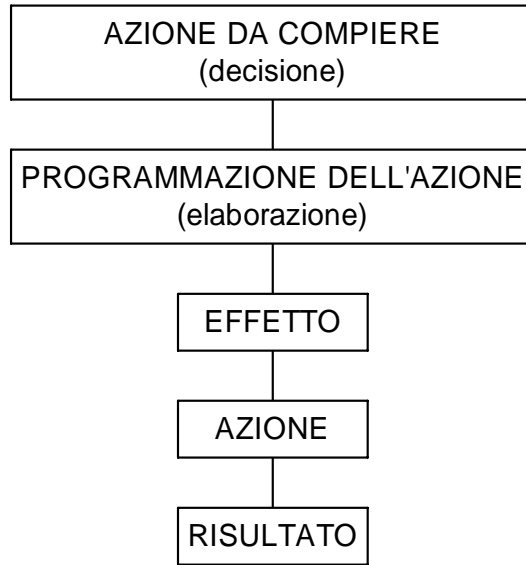 AZIONE DA COMPIERE
(decisione)
PROGRAMMAZIONE DELL'AZIONE
(elaborazione)
EFFETTO
AZIONE
RISULTATO